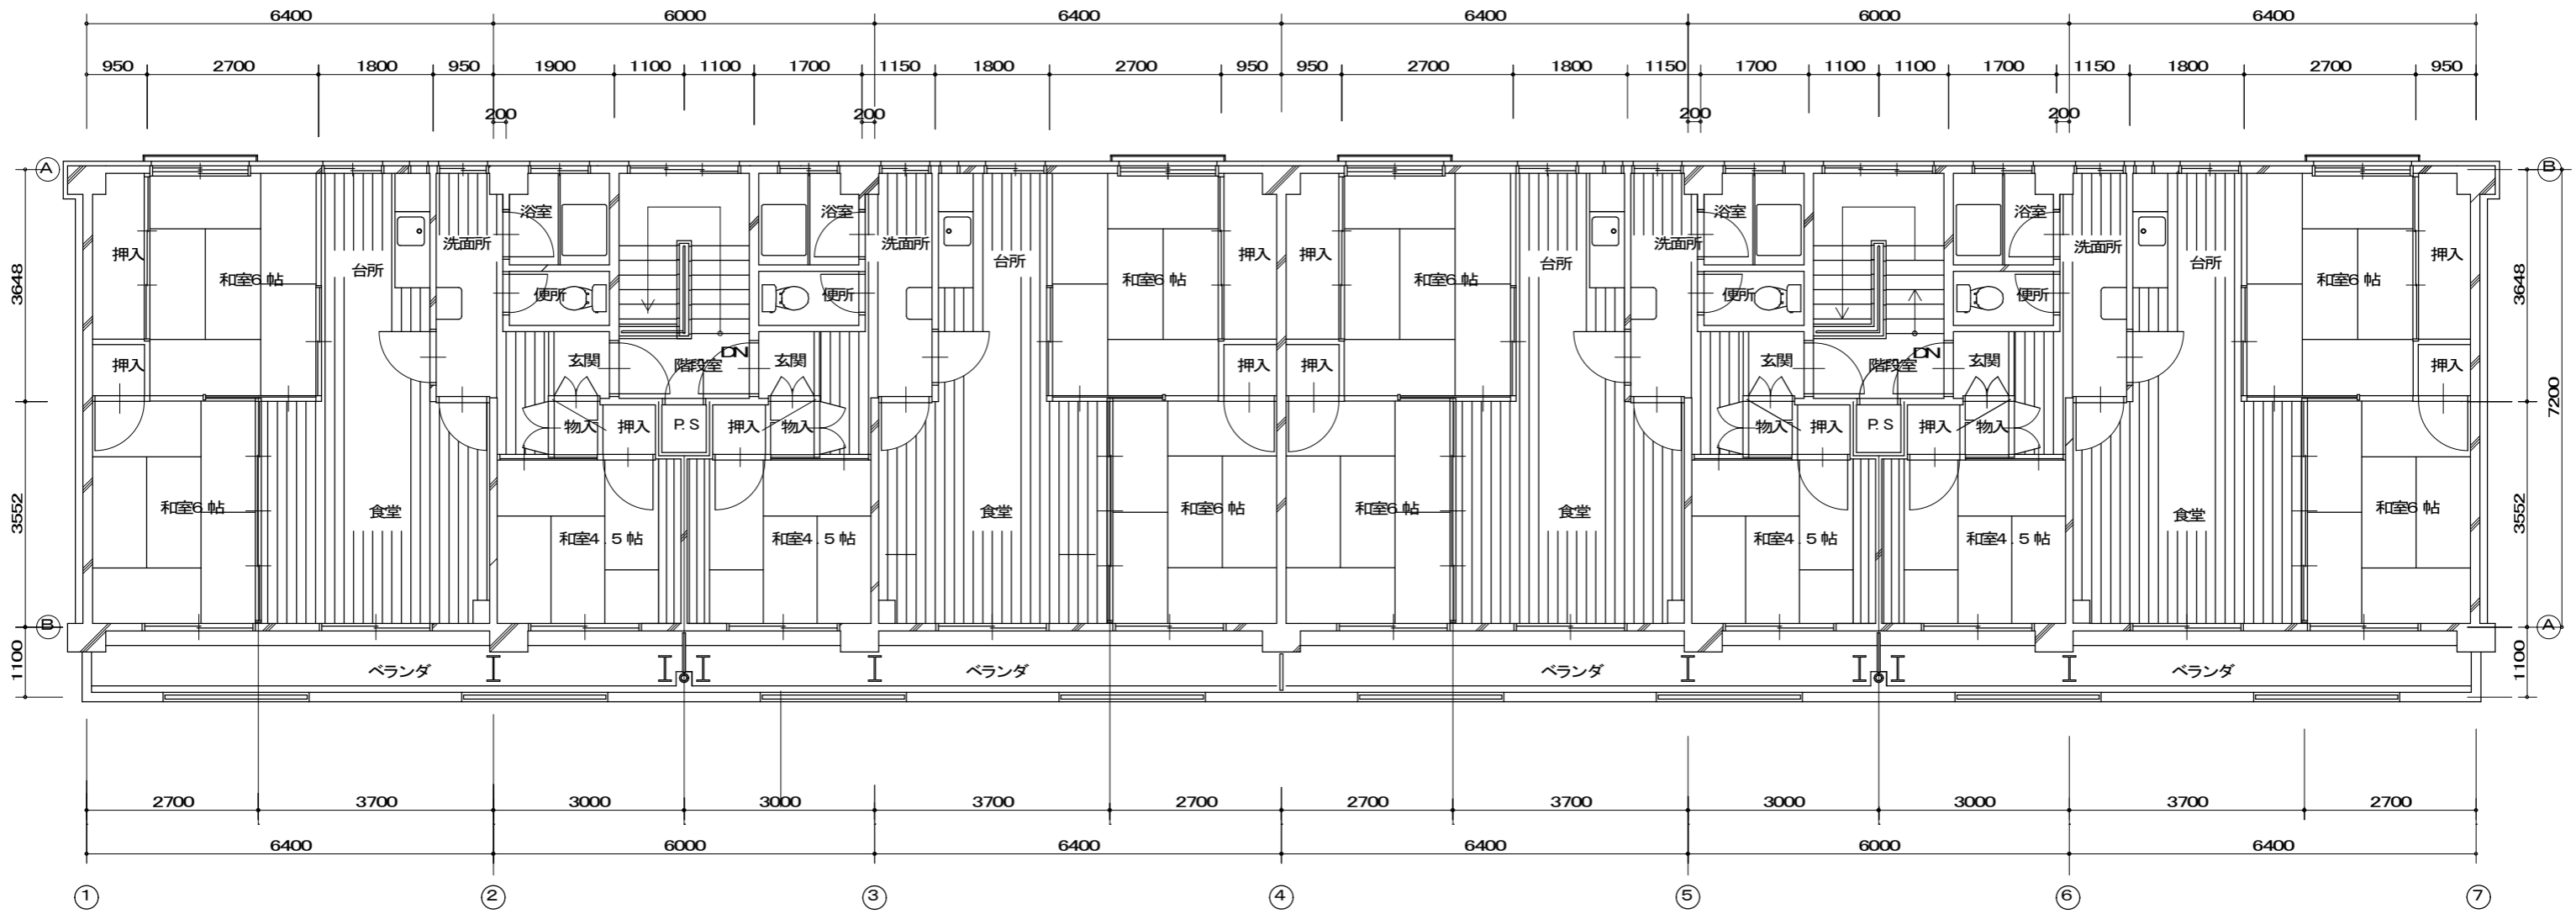 6400 6000 6400 6400 6000 6400
950 2700 1800 950 1900 1100 1100 1700 1150 1800 2700 950 950 2700 1800 1150 1700 1100 1100 1700 1150 1800 2700 950
200 200 200 200
A B
浴室 浴室 浴室 浴室
洗面所 洗面所 洗面所 洗面所
押入 台所 台所 押入 押入 台所 台所 押入
和室6帖 和室6帖 和室6帖 和室6帖
3648 便所 便所 便所 便所 3648
押入 玄関 階段室 DN 玄関 押入 押入 玄関 階段室 DN 玄関 押入
7200
物入 押入 P.S 押入 物入 物入 押入 P.S 押入 物入
3552 和室6帖 食堂 食堂 和室6帖 和室6帖 食堂 食堂 和室6帖 3552
和室4.5帖 和室4.5帖 和室4.5帖 和室4.5帖
B A
1100 ベランダ ベランダ ベランダ ベランダ 1100
2700 3700 3000 3000 3700 2700 2700 3700 3000 3000 3700 2700
6400 6000 6400 6400 6000 6400
1 2 3 4 5 6 7